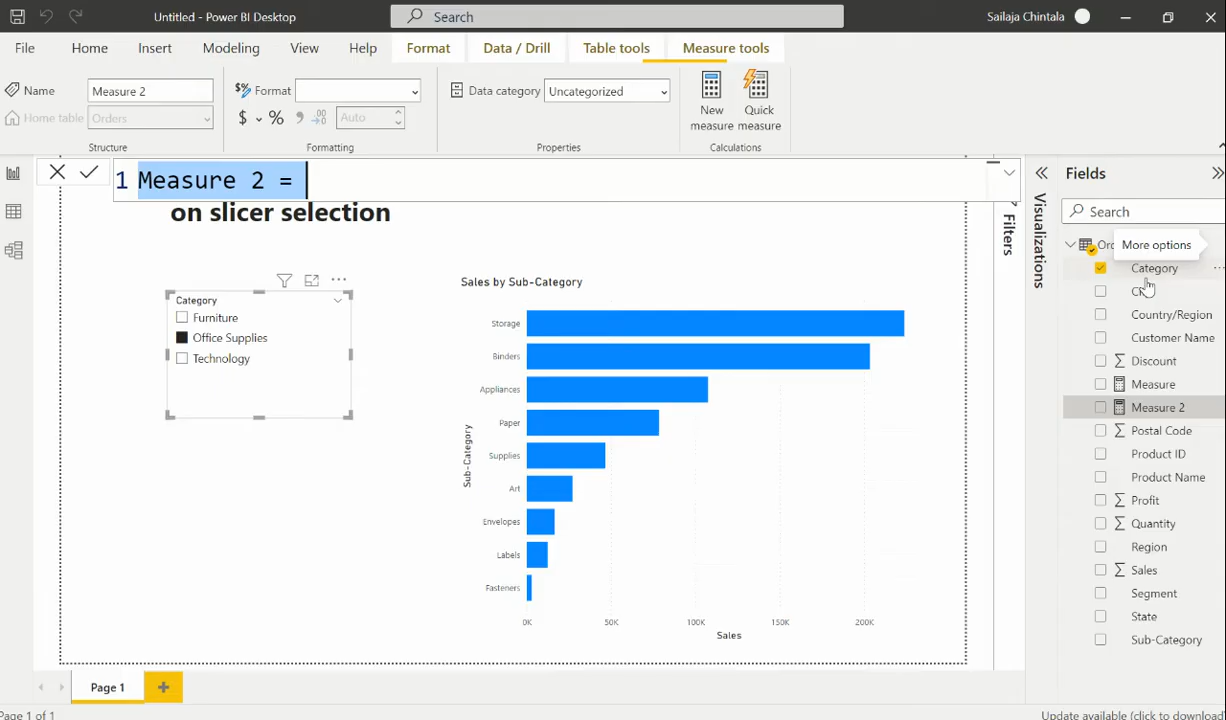 Untitled - Power BI Desktop
Search
Sailaja Chintala
File Home Insert Modeling View Help Format Data / Drill Table tools Measure tools
Name Measure 2
Home table Orders
Structure
Format
$ % Auto
Formatting
Data category Uncategorized
Properties
New measure
Quick measure
Calculations
1 Measure 2 =
on slicer selection
Category
Furniture
Office Supplies
Technology
Sales by Sub-Category
Sub-Category
Storage
Binders
Appliances
Paper
Supplies
Art
Envelopes
Labels
Fasteners
0K 50K 100K 150K 200K
Sales
Filters
Visualizations
Fields
Search
More options
Category
Country/Region
Customer Name
Discount
Measure
Measure 2
Postal Code
Product ID
Product Name
Profit
Quantity
Region
Sales
Segment
State
Sub-Category
Page 1
Page 1 of 1
Update available (click to download